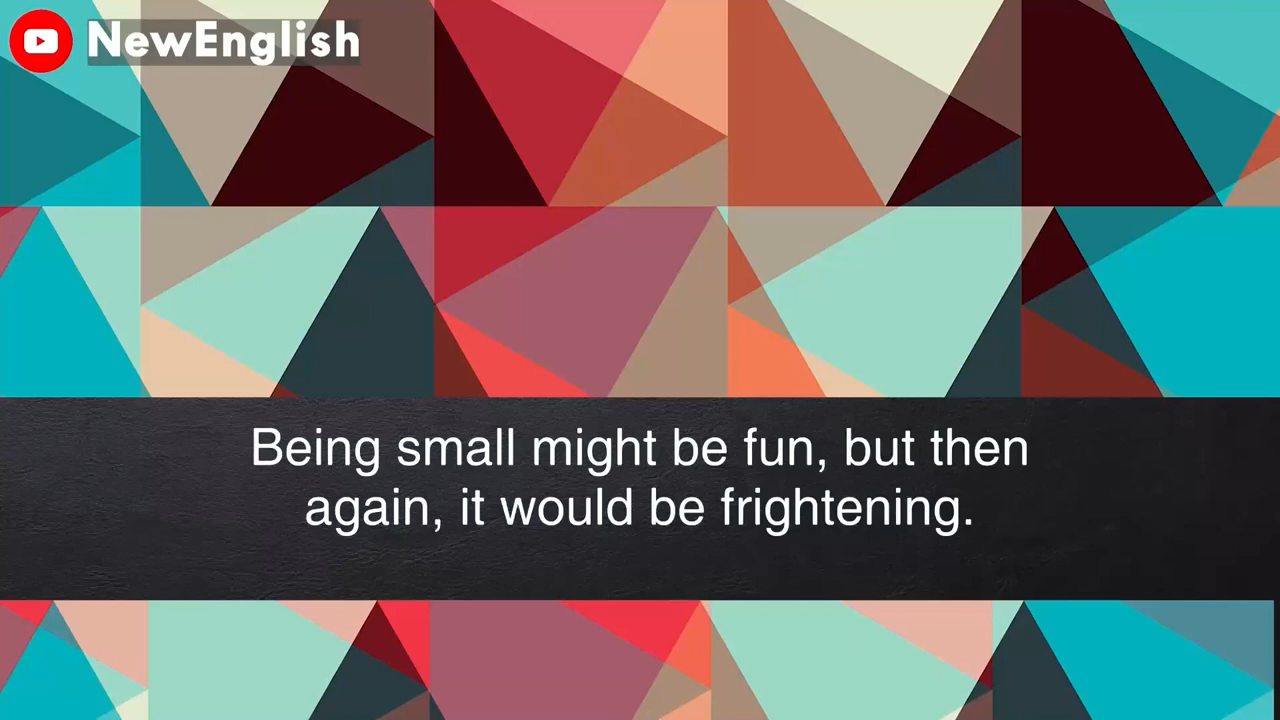 NewEnglish
Being small might be fun, but then
again, it would be frightening.